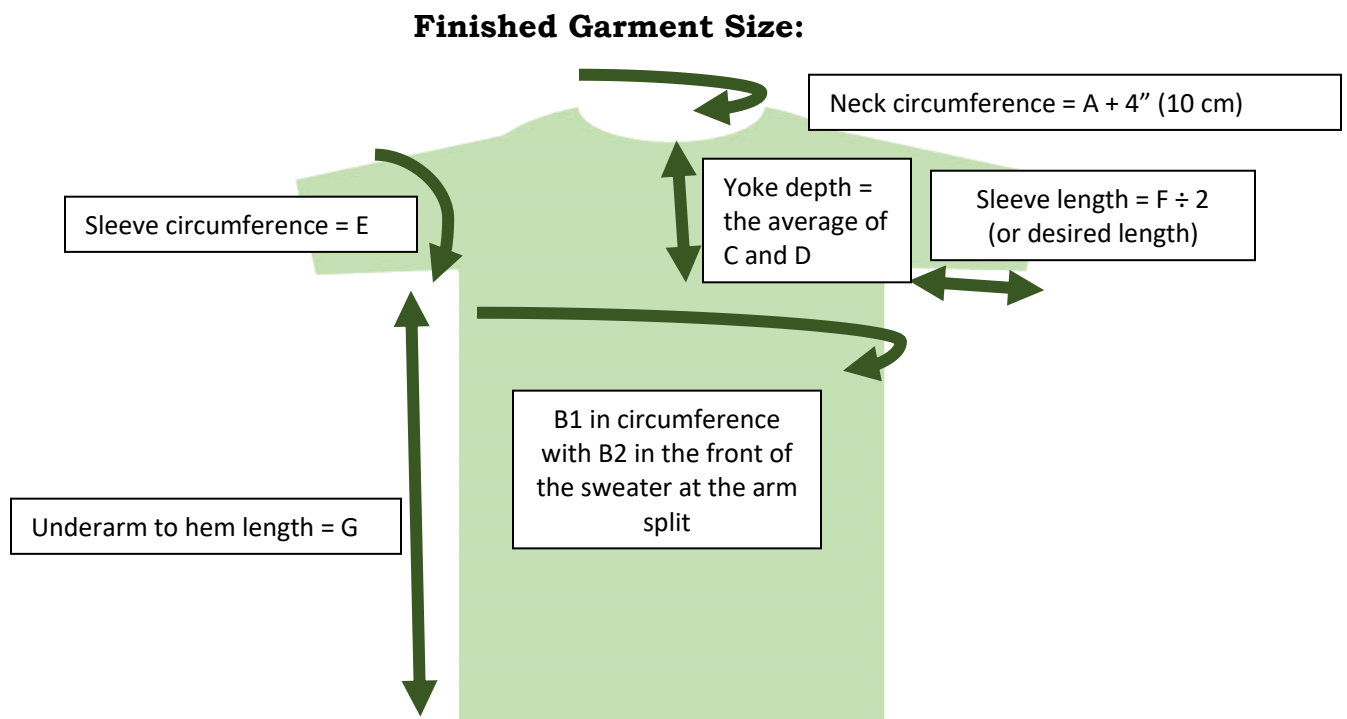 Finished Garment Size:
Neck circumference = A + 4” (10 cm)
Yoke depth =
the average of
C and D
Sleeve length = F ÷ 2
(or desired length)
Sleeve circumference = E
B1 in circumference
with B2 in the front of
the sweater at the arm
split
Underarm to hem length = G